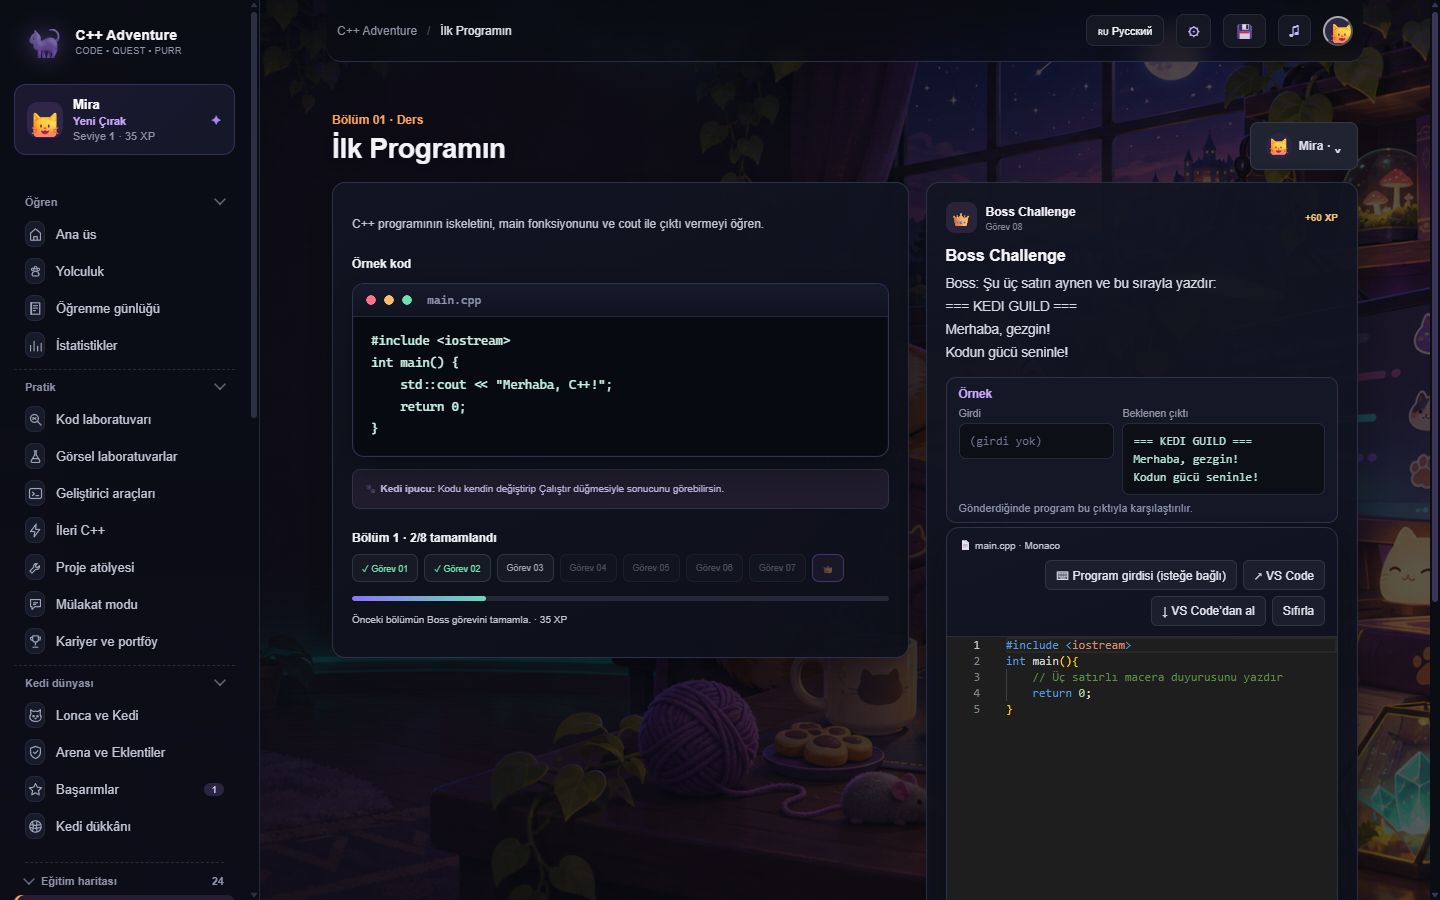 C++ Adventure
CODE • QUEST • PURR
Mira
Yeni Çırak
Seviye 1 · 35 XP
Öğren
Ana üs
Yolculuk
Öğrenme günlüğü
İstatistikler
Pratik
Kod laboratuvarı
Görsel laboratuvarlar
Geliştirici araçları
İleri C++
Proje atölyesi
Mülakat modu
Kariyer ve portföy
Kedi dünyası
Lonca ve Kedi
Arena ve Eklentiler
Başarımlar 1
Kedi dükkânı
Eğitim haritası 24
C++ Adventure / İlk Programın
RU Русский
Bölüm 01 · Ders
İlk Programın
Mira ·
C++ programının iskeletini, main fonksiyonunu ve cout ile çıktı vermeyi öğren.
Örnek kod
main.cpp
#include <iostream>
int main() {
    std::cout << "Merhaba, C++!";
    return 0;
}
Kedi ipucu: Kodu kendin değiştirip Çalıştır düğmesiyle sonucunu görebilirsin.
Bölüm 1 · 2/8 tamamlandı
✓ Görev 01 ✓ Görev 02 Görev 03 Görev 04 Görev 05 Görev 06 Görev 07
Önceki bölümün Boss görevini tamamla. · 35 XP
Boss Challenge
Görev 08
+60 XP
Boss Challenge
Boss: Şu üç satırı aynen ve bu sırayla yazdır:
=== KEDI GUILD ===
Merhaba, gezgin!
Kodun gücü seninle!
Örnek
Girdi
(girdi yok)
Beklenen çıktı
=== KEDI GUILD ===
Merhaba, gezgin!
Kodun gücü seninle!
Gönderdiğinde program bu çıktıyla karşılaştırılır.
main.cpp · Monaco
Program girdisi (isteğe bağlı) ↗ VS Code
↓ VS Code'dan al Sıfırla
1 #include <iostream>
2 int main(){
3     // Üç satırlı macera duyurusunu yazdır
4     return 0;
5 }